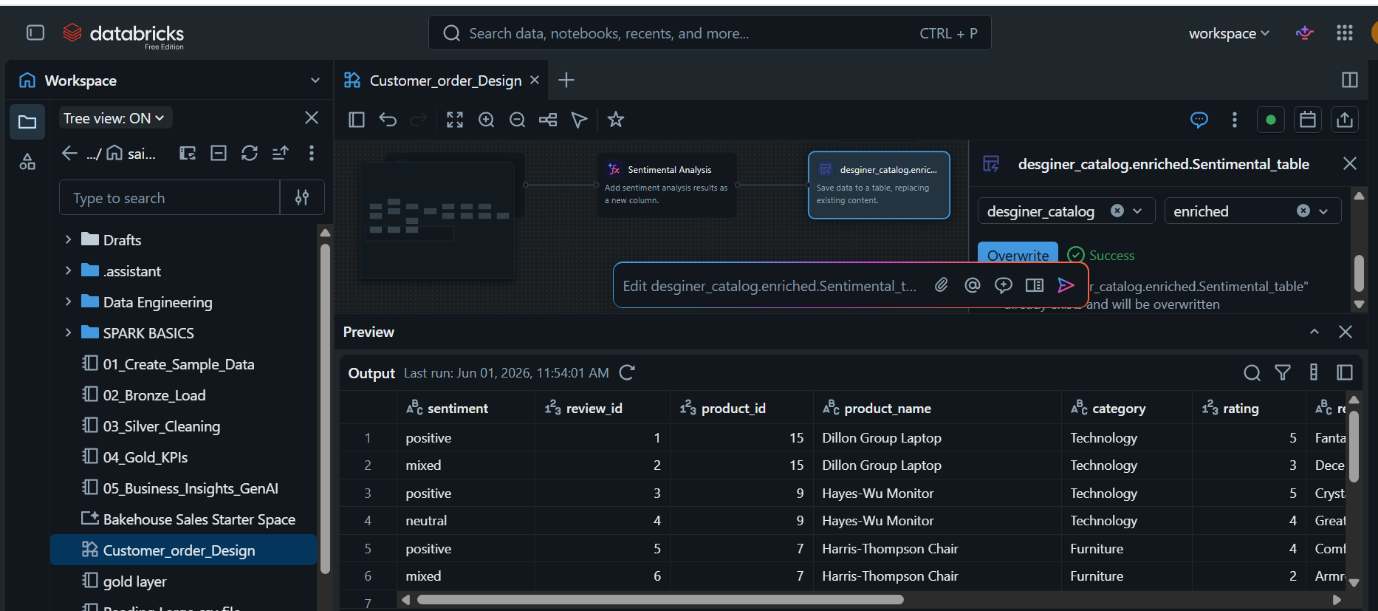 databricks
Free Edition
Search data, notebooks, recents, and more... CTRL + P
workspace
Workspace
Customer_order_Design
Tree view: ON
.../ sai...
Type to search
Drafts
.assistant
Data Engineering
SPARK BASICS
01_Create_Sample_Data
02_Bronze_Load
03_Silver_Cleaning
04_Gold_KPIs
05_Business_Insights_GenAI
Bakehouse Sales Starter Space
Customer_order_Design
gold layer
Sentimental Analysis
Add sentiment analysis results as
a new column.
desginer_catalog.enric...
Save data to a table, replacing
existing content.
desginer_catalog.enriched.Sentimental_table
desginer_catalog enriched
Overwrite Success
r_catalog.enriched.Sentimental_table"
already exists and will be overwritten
Edit desginer_catalog.enriched.Sentimental_t...
Preview
Output Last run: Jun 01, 2026, 11:54:01 AM
ABC sentiment 123 review_id 123 product_id ABC product_name ABC category 123 rating ABC re
1 positive 1 15 Dillon Group Laptop Technology 5 Fanta
2 mixed 2 15 Dillon Group Laptop Technology 3 Dece
3 positive 3 9 Hayes-Wu Monitor Technology 5 Cryst
4 neutral 4 9 Hayes-Wu Monitor Technology 4 Great
5 positive 5 7 Harris-Thompson Chair Furniture 4 Comf
6 mixed 6 7 Harris-Thompson Chair Furniture 2 Armr
7